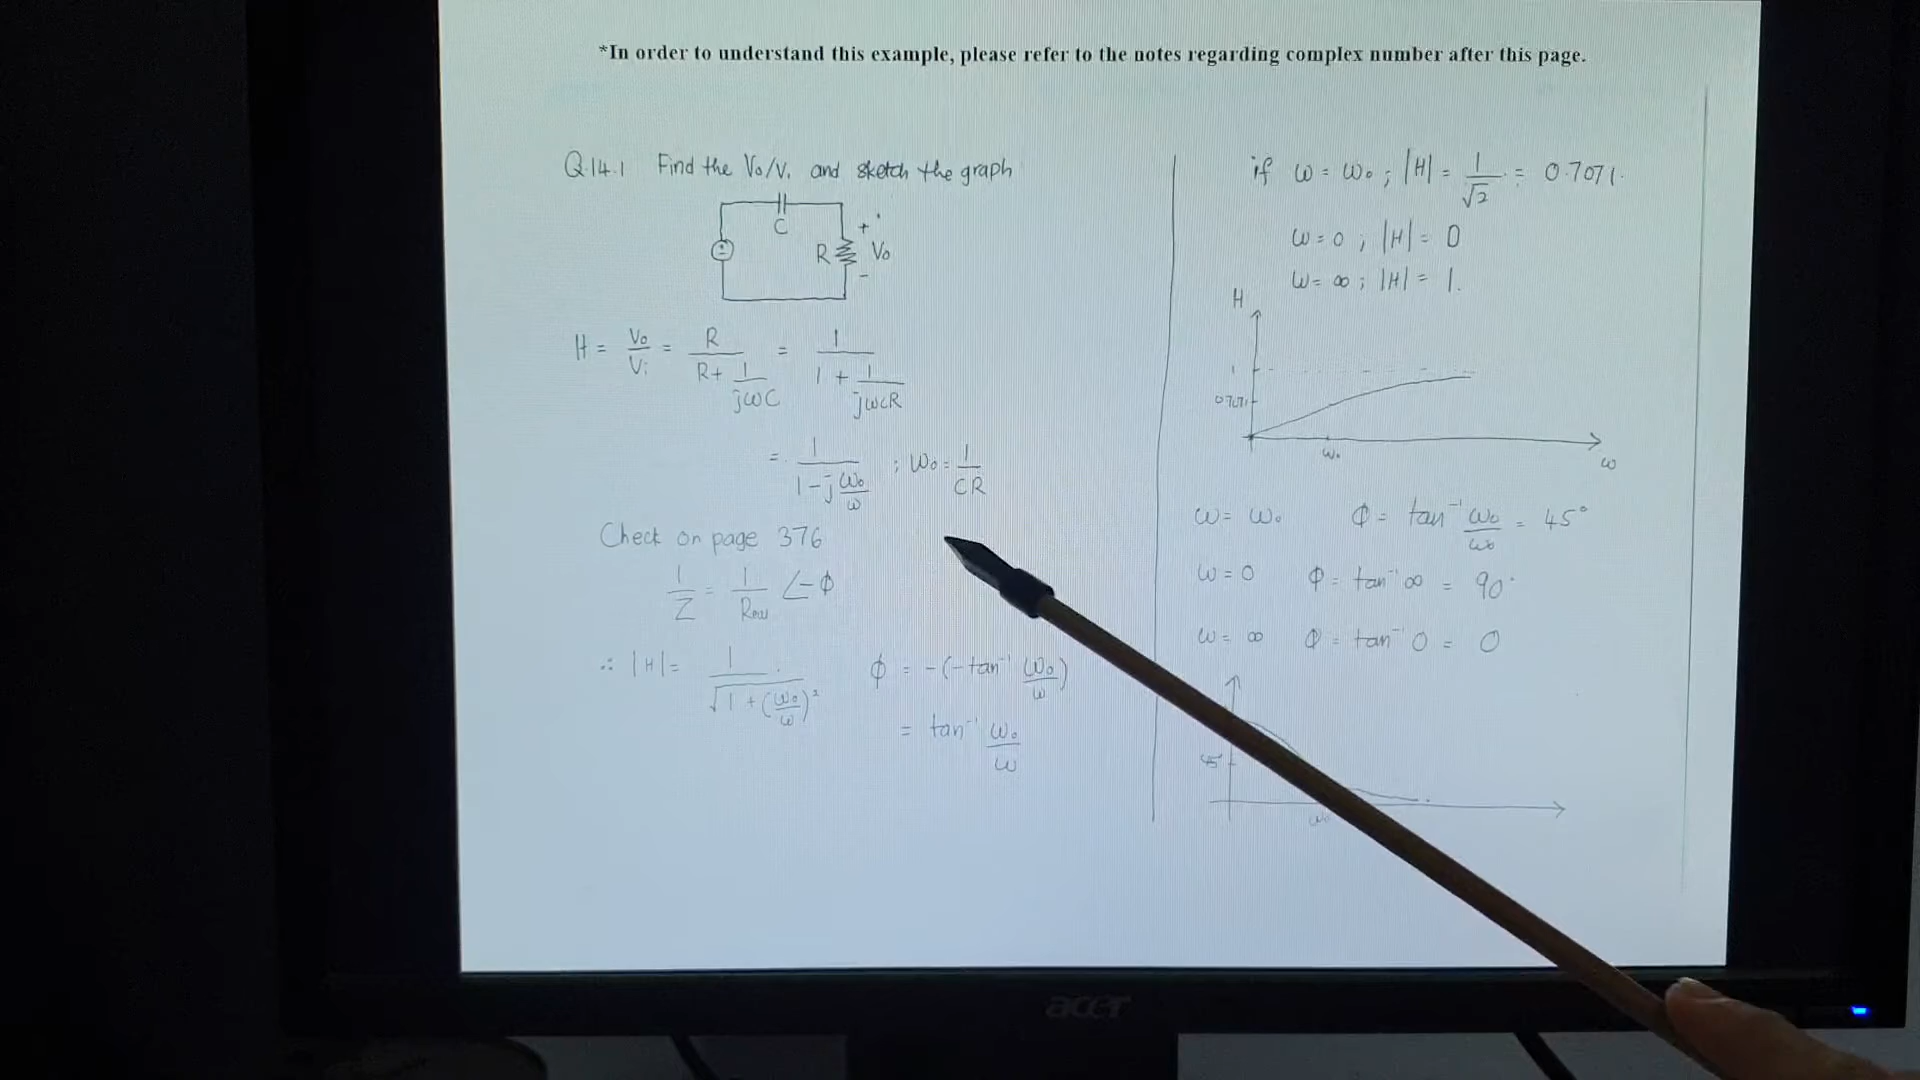 *In order to understand this example, please refer to the notes regarding complex number after this page.
Q.14.1 Find the Vo/Vi and sketch the graph
C
R
+
Vo
-
H = Vo/Vi = R/(R + 1/jωC) = 1/(1 + 1/jωCR)
= 1/(1 - j ωo/ω) ; ωo = 1/CR
Check on page 376
1/Z = 1/R ∠-ϕ
∴ |H| = 1/√(1 + (ωo/ω)²)
ϕ = -(-tan⁻¹ ωo/ω)
= tan⁻¹ ωo/ω
if ω = ωo ; |H| = 1/√2 = 0.7071.
ω = 0 ; |H| = 0
ω = ∞ ; |H| = 1.
H
1
0.7071
ωo
ω
ω = ωo ϕ = tan⁻¹ ωo/ωo = 45°
ω = 0 ϕ = tan⁻¹ ∞ = 90°
ω = ∞ ϕ = tan⁻¹ 0 = 0
45°
ωo
acer